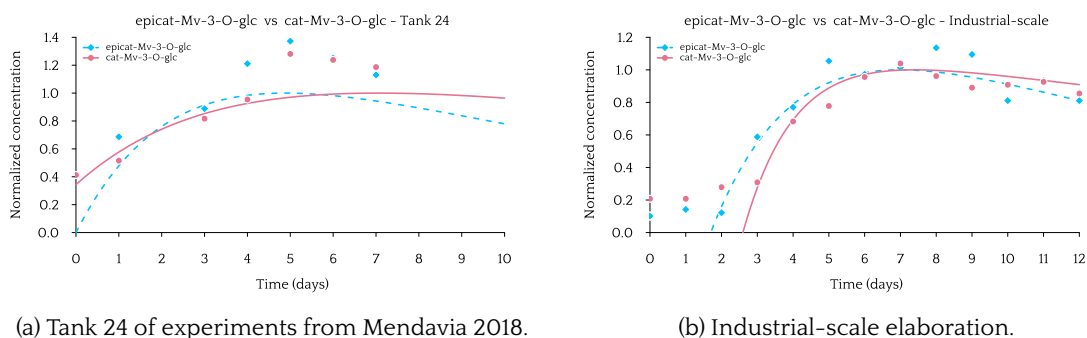 epicat-Mv-3-O-glc vs cat-Mv-3-O-glc - Tank 24
1.4
1.2
1.0
0.8
0.6
0.4
0.2
0.0
Normalized concentration
epicat-Mv-3-O-glc
cat-Mv-3-O-glc
0 1 2 3 4 5 6 7 8 9 10
Time (days)
(a) Tank 24 of experiments from Mendavia 2018.
epicat-Mv-3-O-glc vs cat-Mv-3-O-glc - Industrial-scale
1.2
1.0
0.8
0.6
0.4
0.2
0.0
Normalized concentration
epicat-Mv-3-O-glc
cat-Mv-3-O-glc
0 1 2 3 4 5 6 7 8 9 10 11 12
Time (days)
(b) Industrial-scale elaboration.